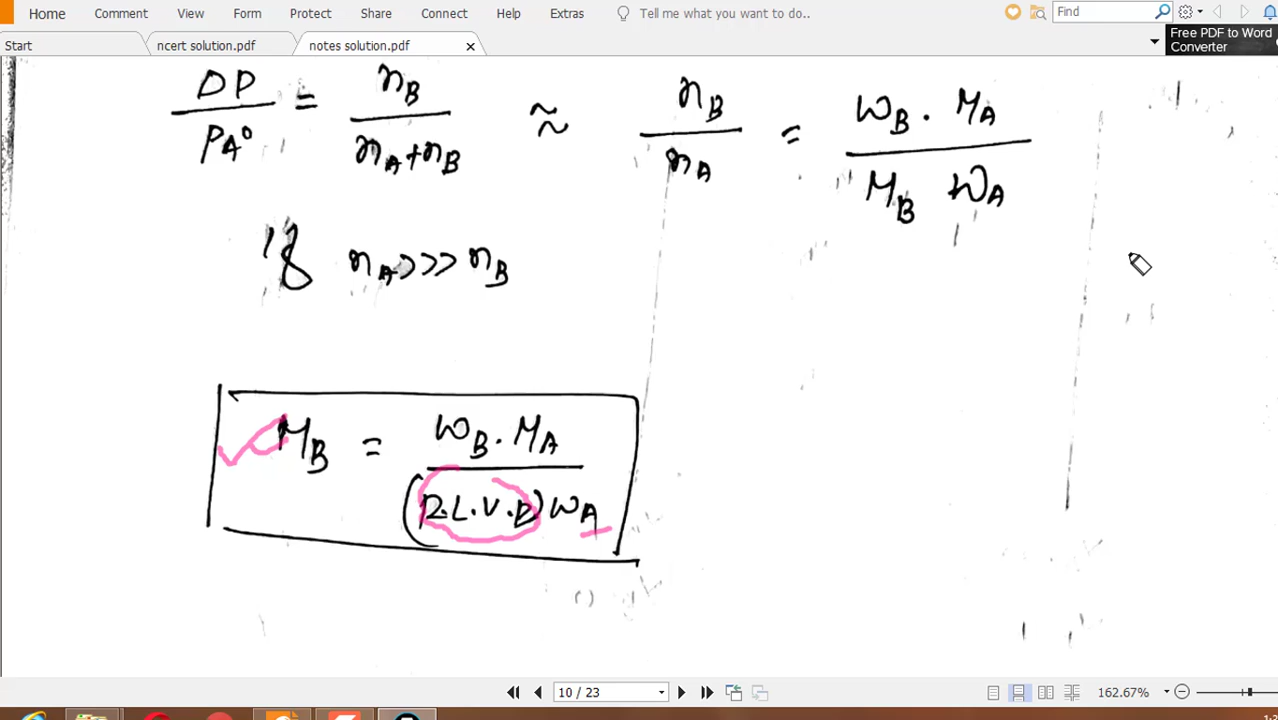 Home Comment View Form Protect Share Connect Help Extras Tell me what you want to do.. Find
Start ncert solution.pdf notes solution.pdf
Free PDF to Word
Converter
DP/PA° = nB/(nA+nB) ≈ nB/nA = (WB . MA)/(MB WA)
If nA >>> nB
MB = (WB . MA)/((R.L.V.P) WA)
10 / 23
162.67%